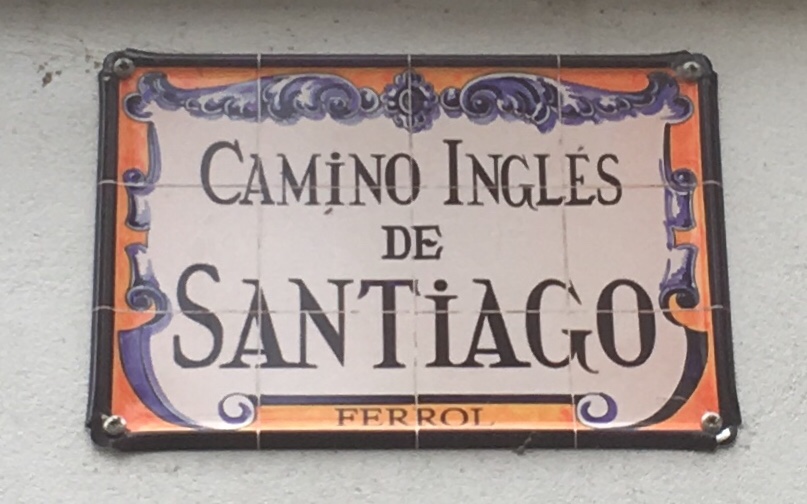 CAMiNO INGLÉS
DE
SANTiAGO
FERROL